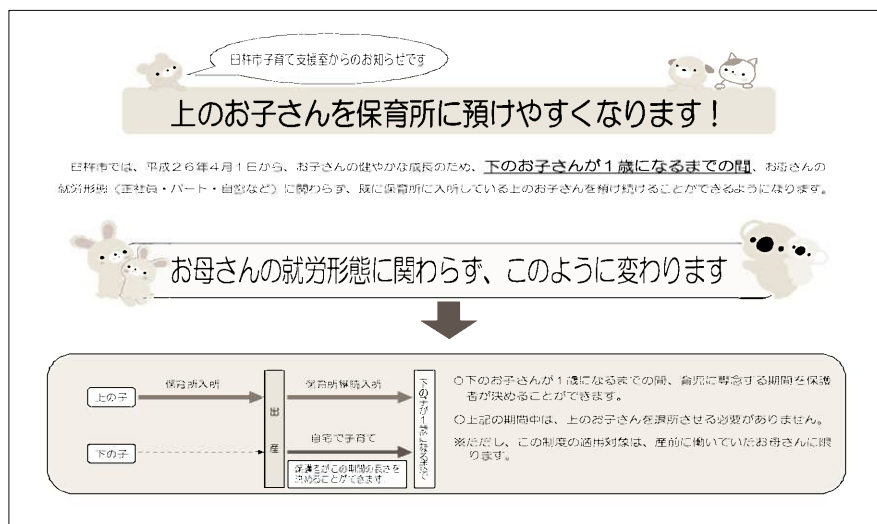 臼杵市子育て支援室からのお知らせです
上のお子さんを保育所に預けやすくなります！
臼杵市では、平成２６年４月１日から、お子さんの健やかな成長のため、下のお子さんが１歳になるまでの間、お母さんの
就労形態（正社員・パート・自営など）に関わらず、既に保育所に入所している上のお子さんを預け続けることができるようになります。
お母さんの就労形態に関わらず、このように変わります
上の子
保育所入所
出産
保育所継続入所
下の子が１歳になるまで
下の子
自宅で子育て
保護者がこの期間の長さを
決めることができます
○下のお子さんが１歳になるまでの間、育児に専念する期間を保護
者が決めることができます。
○上記の期間中は、上のお子さんを退所させる必要がありません。
※ただし、この制度の適用対象は、産前に働いていたお母さんに限
ります。